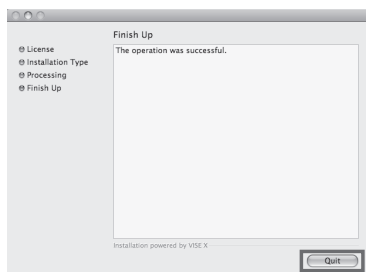 Finish Up
License
Installation Type
Processing
Finish Up
The operation was successful.
Installation powered by VISE X
Quit